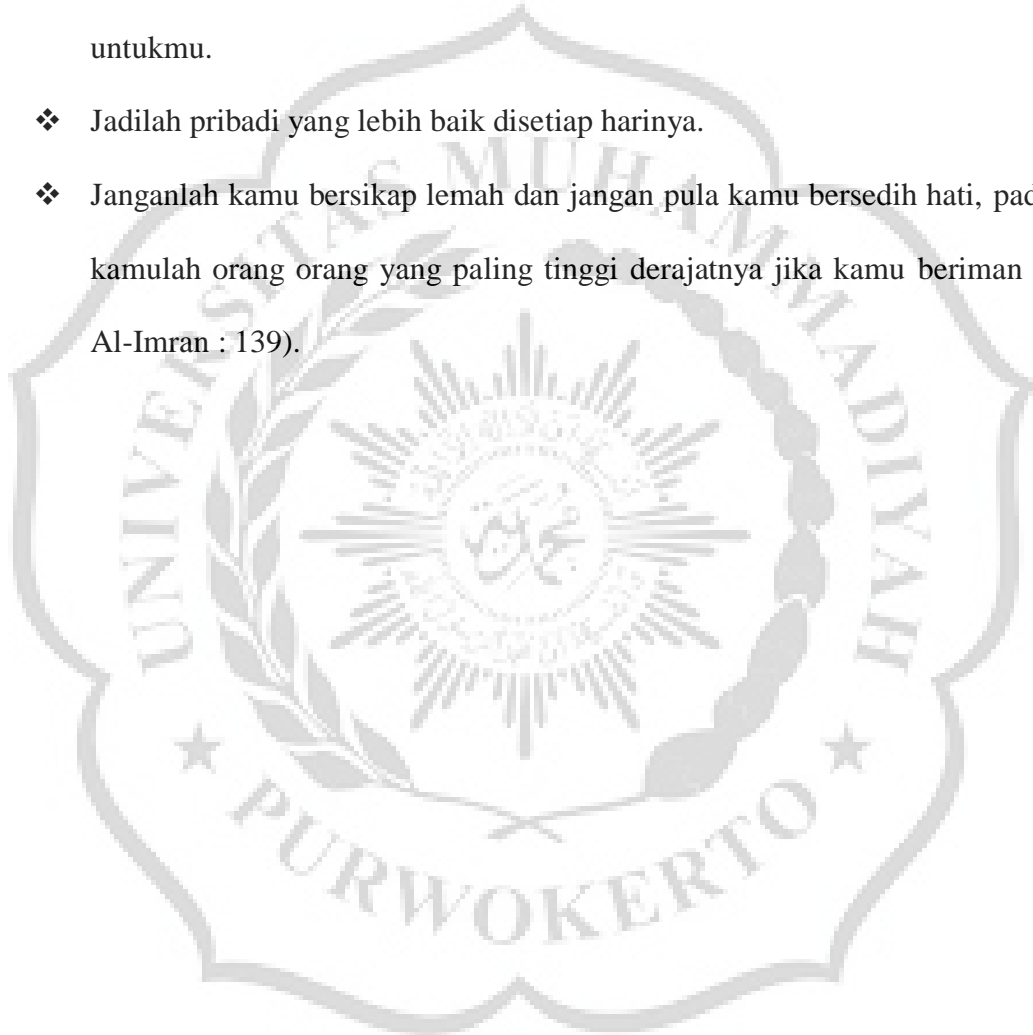 untukmu.
❖ Jadilah pribadi yang lebih baik disetiap harinya.
❖ Janganlah kamu bersikap lemah dan jangan pula kamu bersedih hati,
kamulah orang orang yang paling tinggi derajatnya jika kamu beriman
Al-Imran : 139).
UNIVERSITAS MUHAMMADIYAH
PURWOKERTO